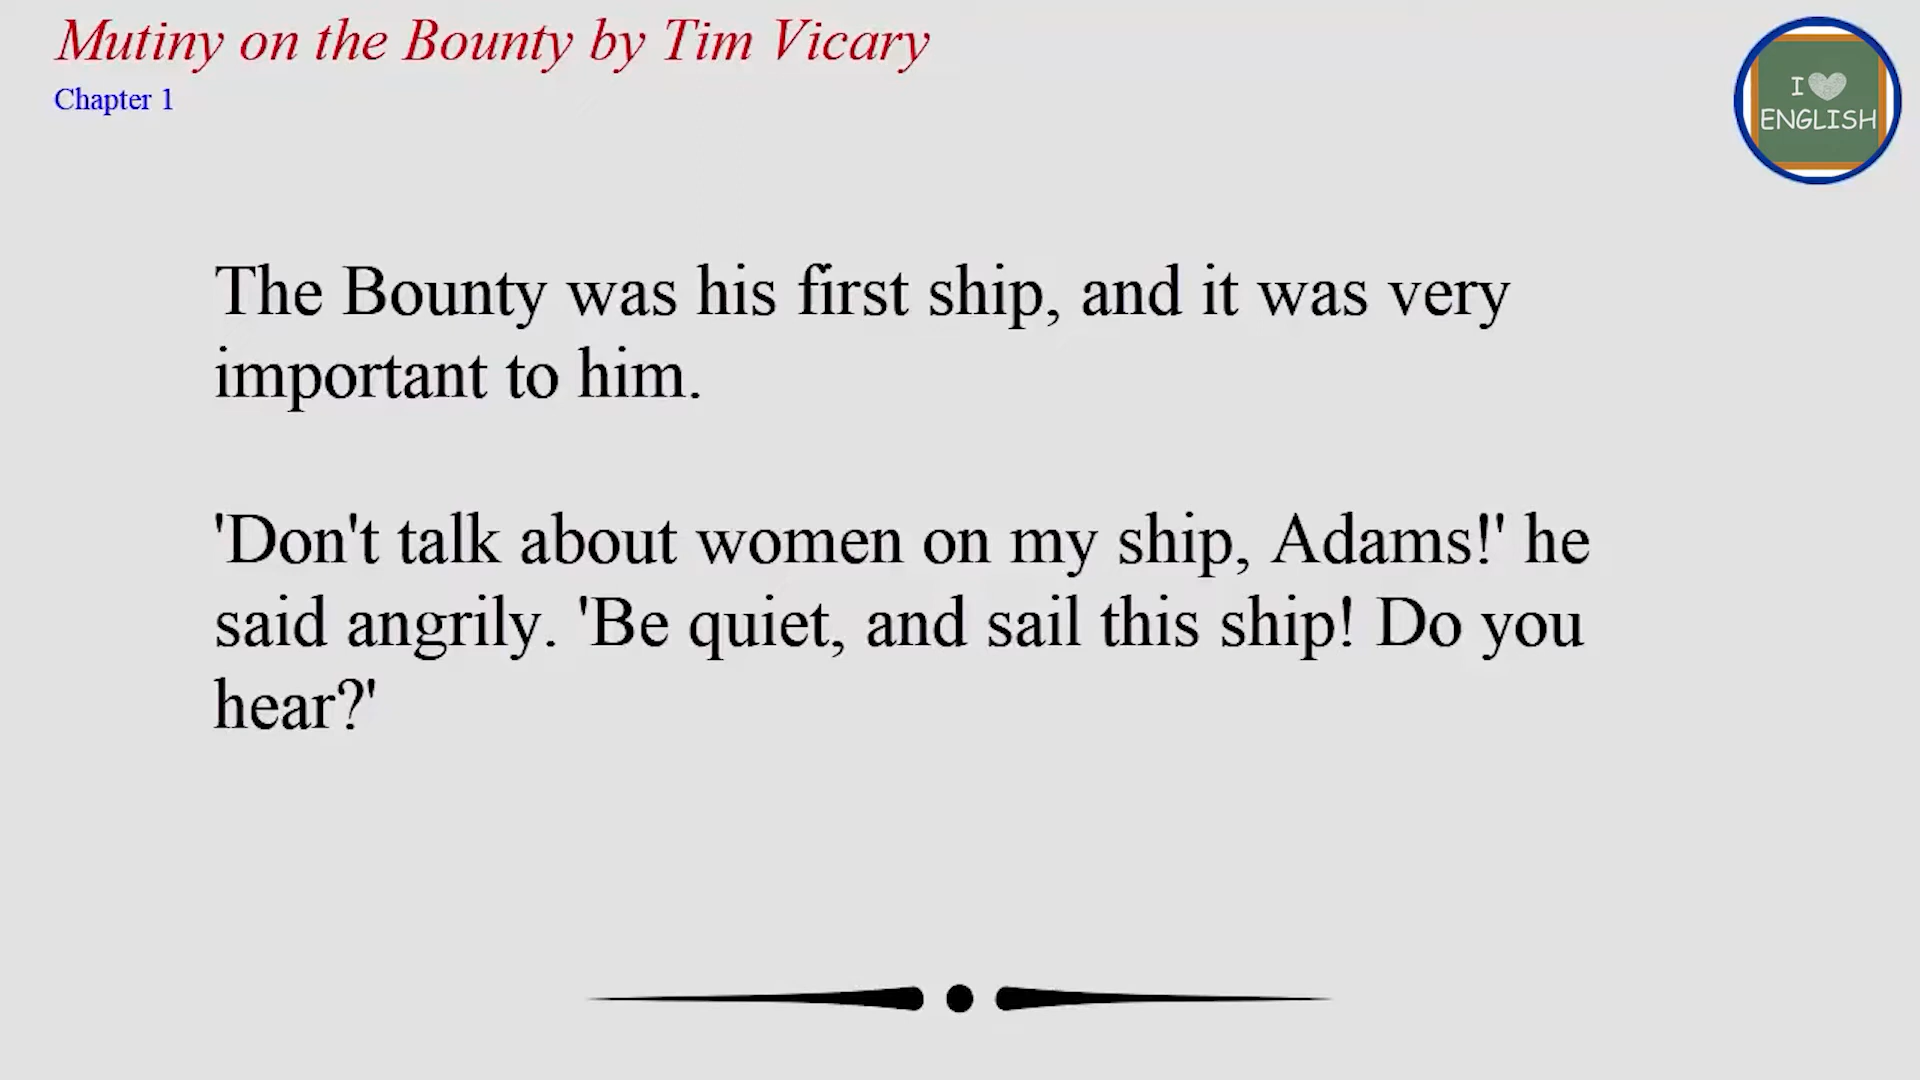 Mutiny on the Bounty by Tim Vicary
Chapter 1
I
ENGLISH
The Bounty was his first ship, and it was very
important to him.
'Don't talk about women on my ship, Adams!' he
said angrily. 'Be quiet, and sail this ship! Do you
hear?'